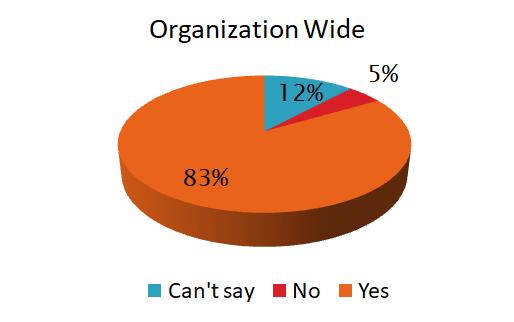 Organization Wide
5%
12%
83%
Can't say No Yes